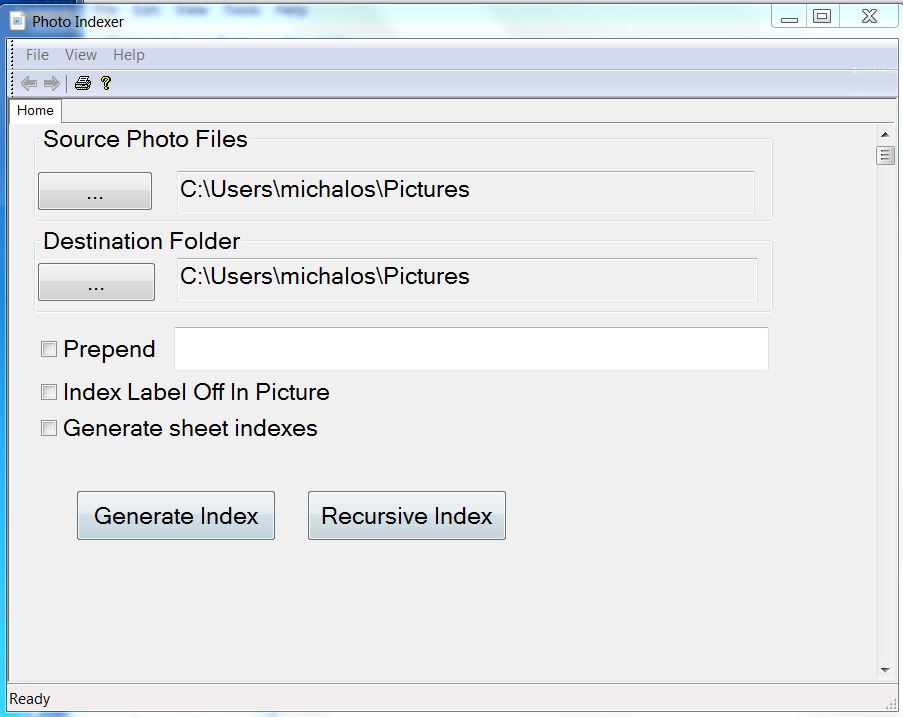 Photo Indexer
File View Help
Home
Source Photo Files
... C:\Users\michalos\Pictures
Destination Folder
... C:\Users\michalos\Pictures
Prepend
Index Label Off In Picture
Generate sheet indexes
Generate Index Recursive Index
Ready